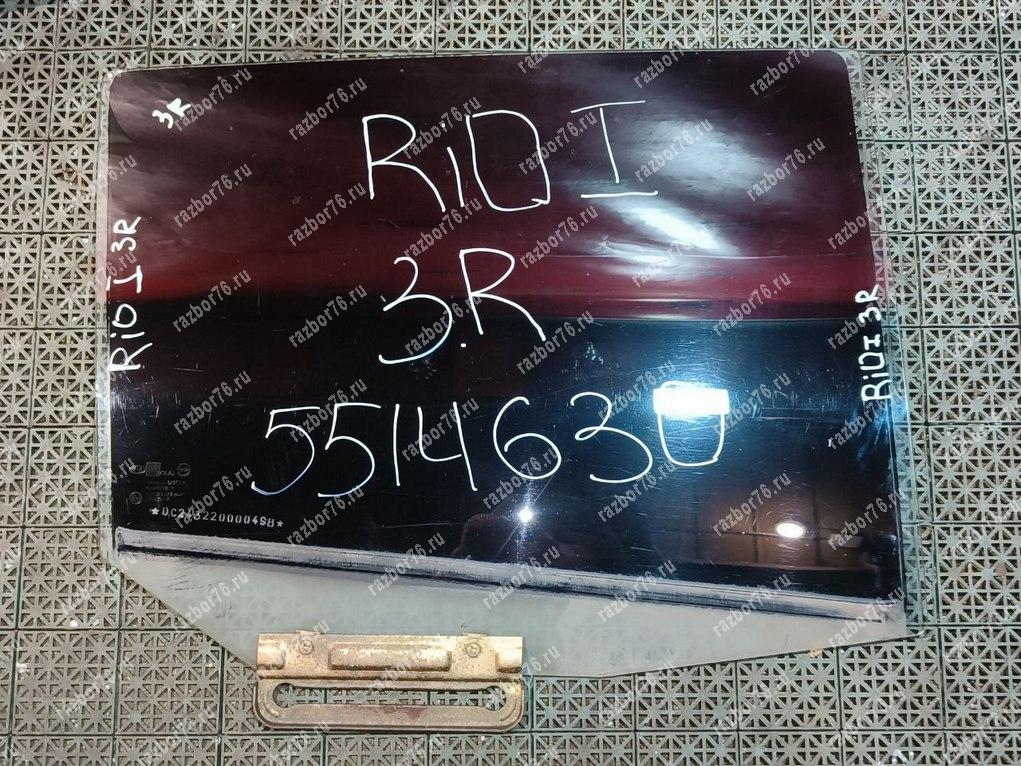 3R
RiO I
3.R
5514630
RiO I 3R
RiO I 3R
razbor76.ru